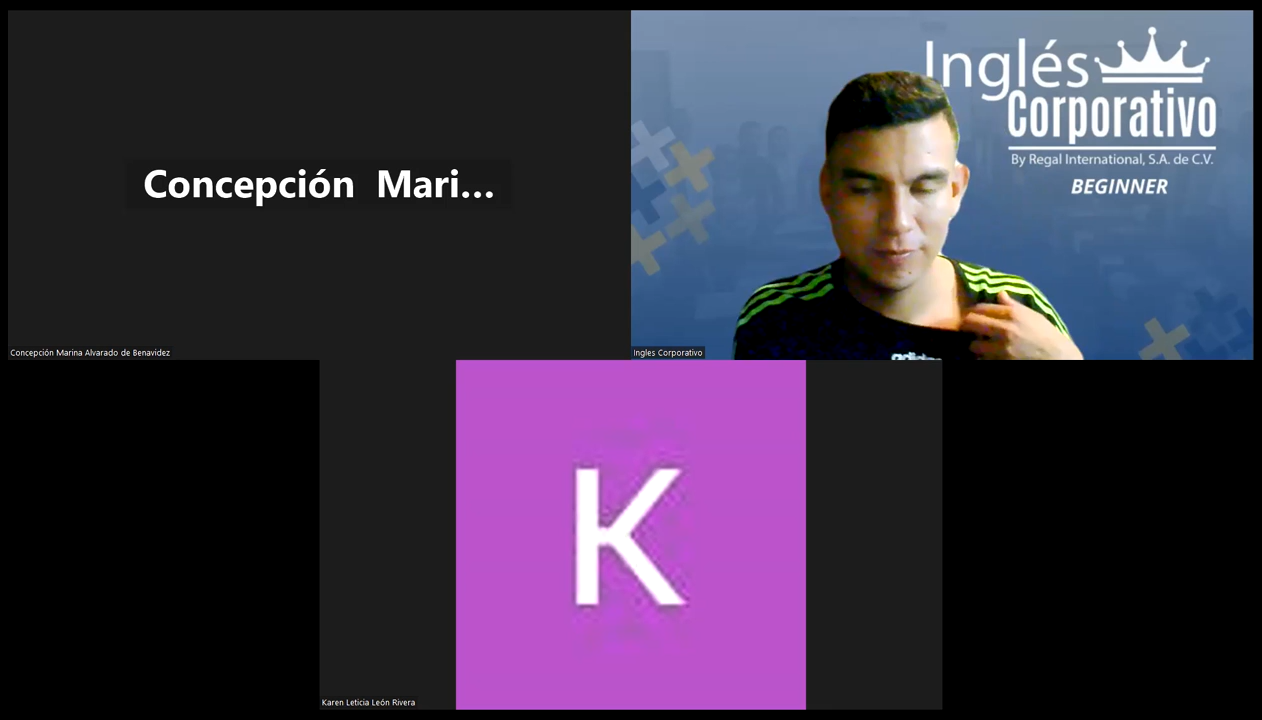 Concepción Mari...
Concepción Marina Alvarado de Benavidez
Inglés
Corporativo
By Regal International, S.A. de C.V.
BEGINNER
adidas
Ingles Corporativo
K
Karen Leticia León Rivera